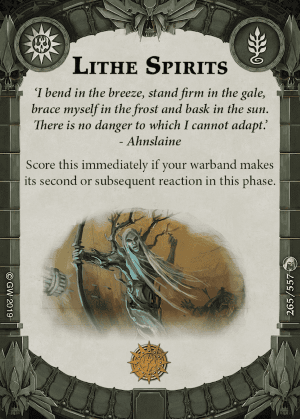 LITHE SPIRITS
‘I bend in the breeze, stand firm in the gale,
brace myself in the frost and bask in the sun.
There is no danger to which I cannot adapt.’
- Ahnslaine
Score this immediately if your warband makes
its second or subsequent reaction in this phase.
© GW 2019
265/557